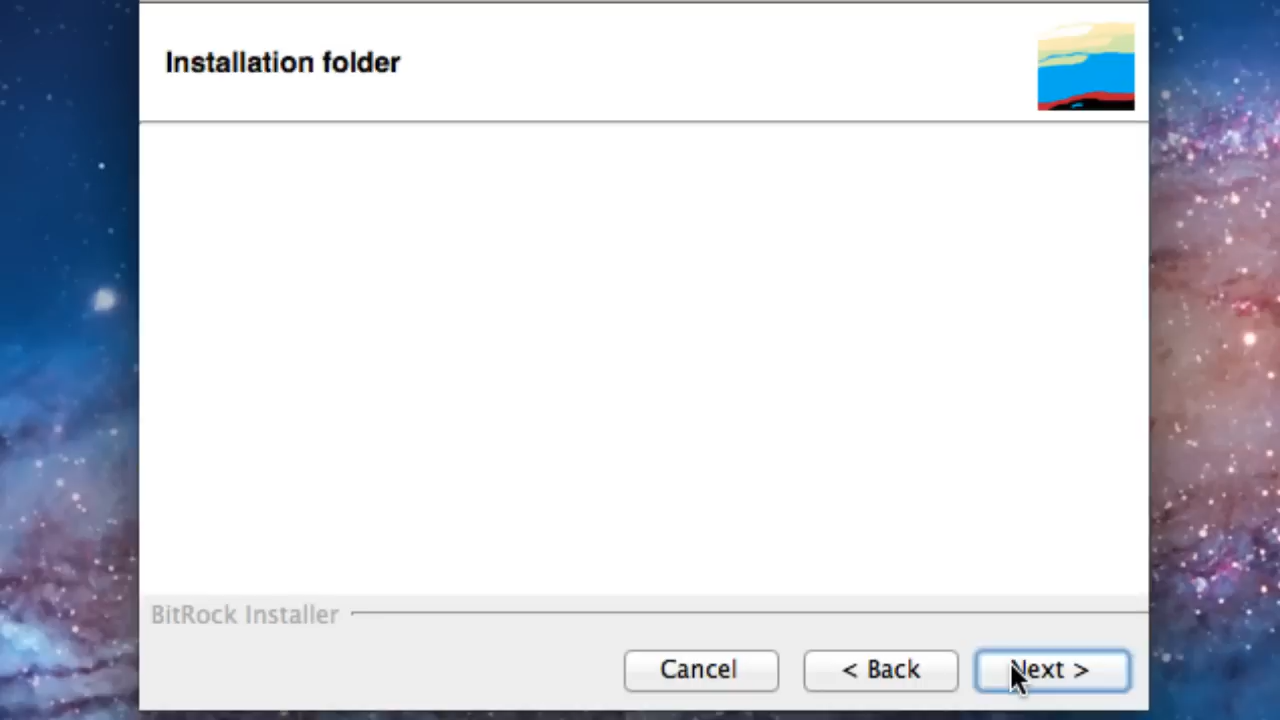 Installation folder
BitRock Installer
Cancel
< Back
Next >